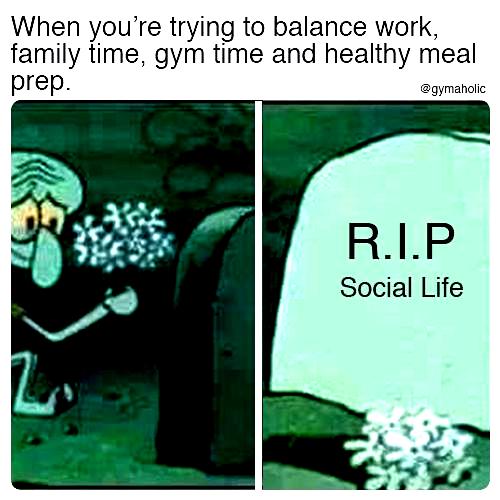 When you’re trying to balance work,
family time, gym time and healthy meal
prep.
@gymaholic
R.I.P
Social Life